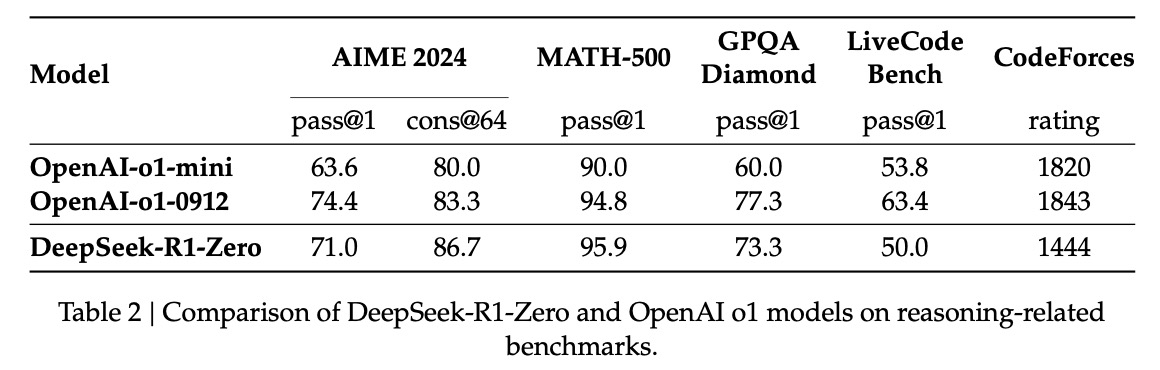 Model AIME 2024 MATH-500 GPQA Diamond LiveCode Bench CodeForces
pass@1 cons@64 pass@1 pass@1 pass@1 rating
OpenAI-o1-mini 63.6 80.0 90.0 60.0 53.8 1820
OpenAI-o1-0912 74.4 83.3 94.8 77.3 63.4 1843
DeepSeek-R1-Zero 71.0 86.7 95.9 73.3 50.0 1444
Table 2 | Comparison of DeepSeek-R1-Zero and OpenAI o1 models on reasoning-related
benchmarks.